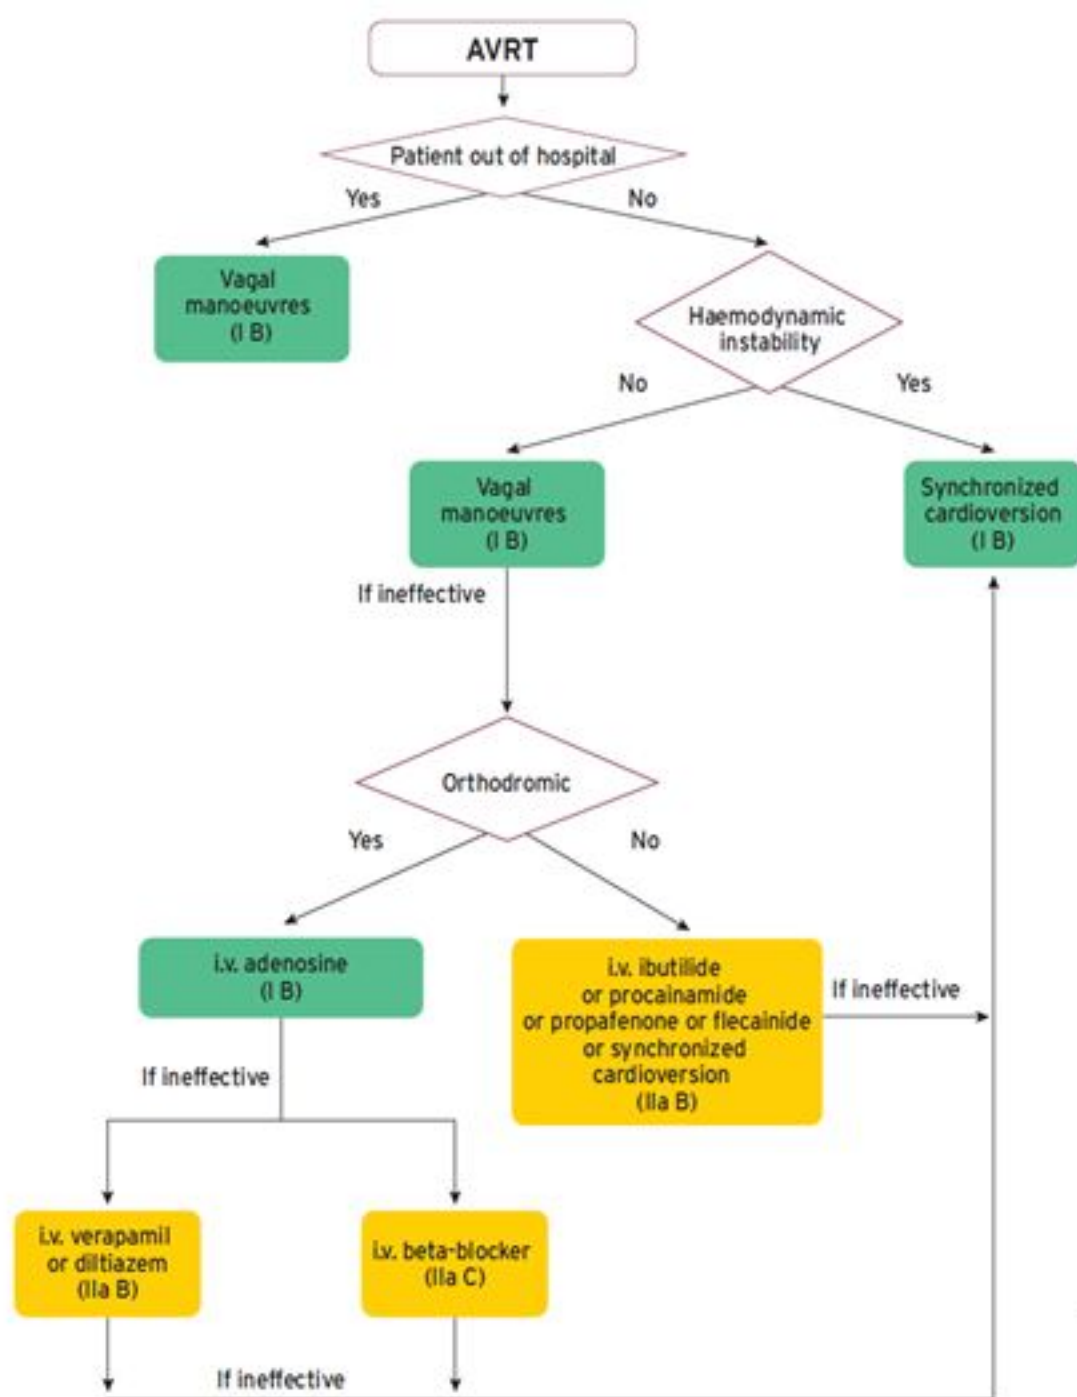 AVRT
Patient out of hospital
Yes
No
Vagal
manoeuvres
(I B)
Haemodynamic
instability
No
Yes
Vagal
manoeuvres
(I B)
Synchronized
cardioversion
(I B)
If ineffective
Orthodromic
Yes
No
i.v. adenosine
(I B)
i.v. ibutilide
or procainamide
or propafenone or flecainide
or synchronized
cardioversion
(IIa B)
If ineffective
If ineffective
i.v. verapamil
or diltiazem
(IIa B)
i.v. beta-blocker
(IIa C)
If ineffective